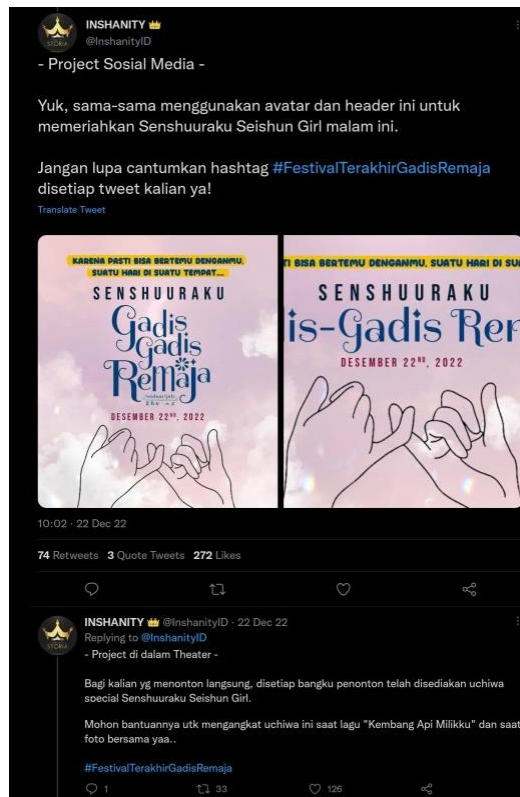 INSHANITY 👑
@InshanityID
STORIA
- Project Sosial Media -
Yuk, sama-sama menggunakan avatar dan header ini untuk
memeriahkan Senshuuraku Seishun Girl malam ini.
Jangan lupa cantumkan hashtag #FestivalTerakhirGadisRemaja
disetiap tweet kalian ya!
Translate Tweet
KARENA PASTI BISA BERTEMU DENGANMU,
SUATU HARI DI SUATU TEMPAT...
SENSHUURAKU
Gadis
Gadis
Remaja
Seishun Girls
DESEMBER 22ND, 2022
TI BISA BERTEMU DENGANMU, SUATU HARI DI SU
SENSHUURAKU
is-Gadis Rer
DESEMBER 22ND, 2022
10:02 · 22 Dec 22
74 Retweets 3 Quote Tweets 272 Likes
INSHANITY 👑 @InshanityID · 22 Dec 22
STORIA
Replying to @InshanityID
- Project di dalam Theater -
Bagi kalian yg menonton langsung, disetiap bangku penonton telah disediakan uchiwa
special Senshuuraku Seishun Girl.
Mohon bantuannya utk mengangkat uchiwa ini saat lagu "Kembang Api Milikku" dan saat
foto bersama yaa..
#FestivalTerakhirGadisRemaja
1 33 126